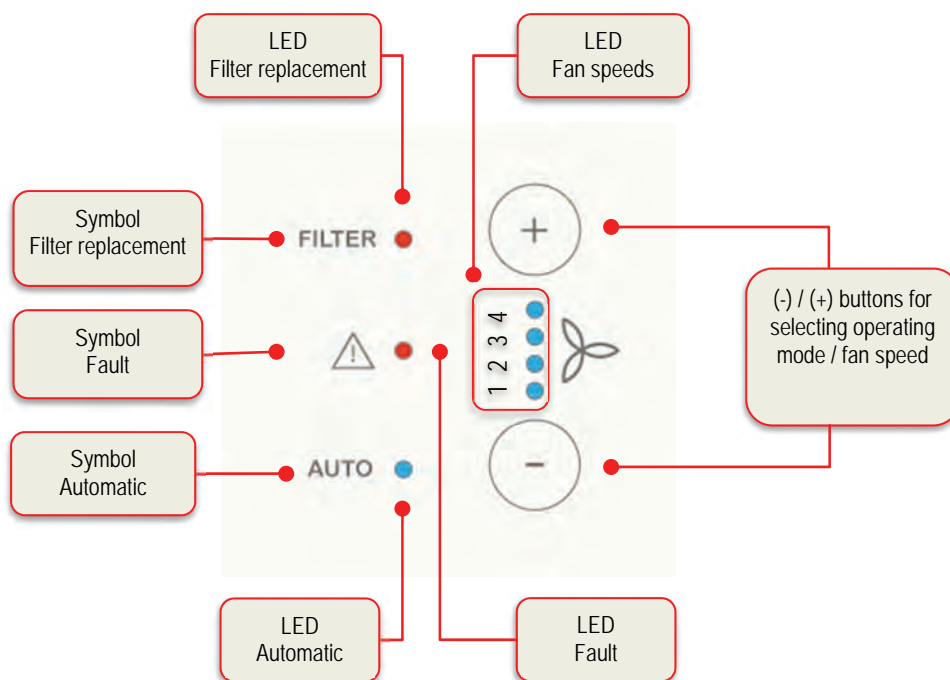 LED
Filter replacement
LED
Fan speeds
Symbol
Filter replacement
FILTER
+
(-) / (+) buttons for
selecting operating
mode / fan speed
Symbol
Fault
!
1 2 3 4
Symbol
Automatic
AUTO
-
LED
Automatic
LED
Fault